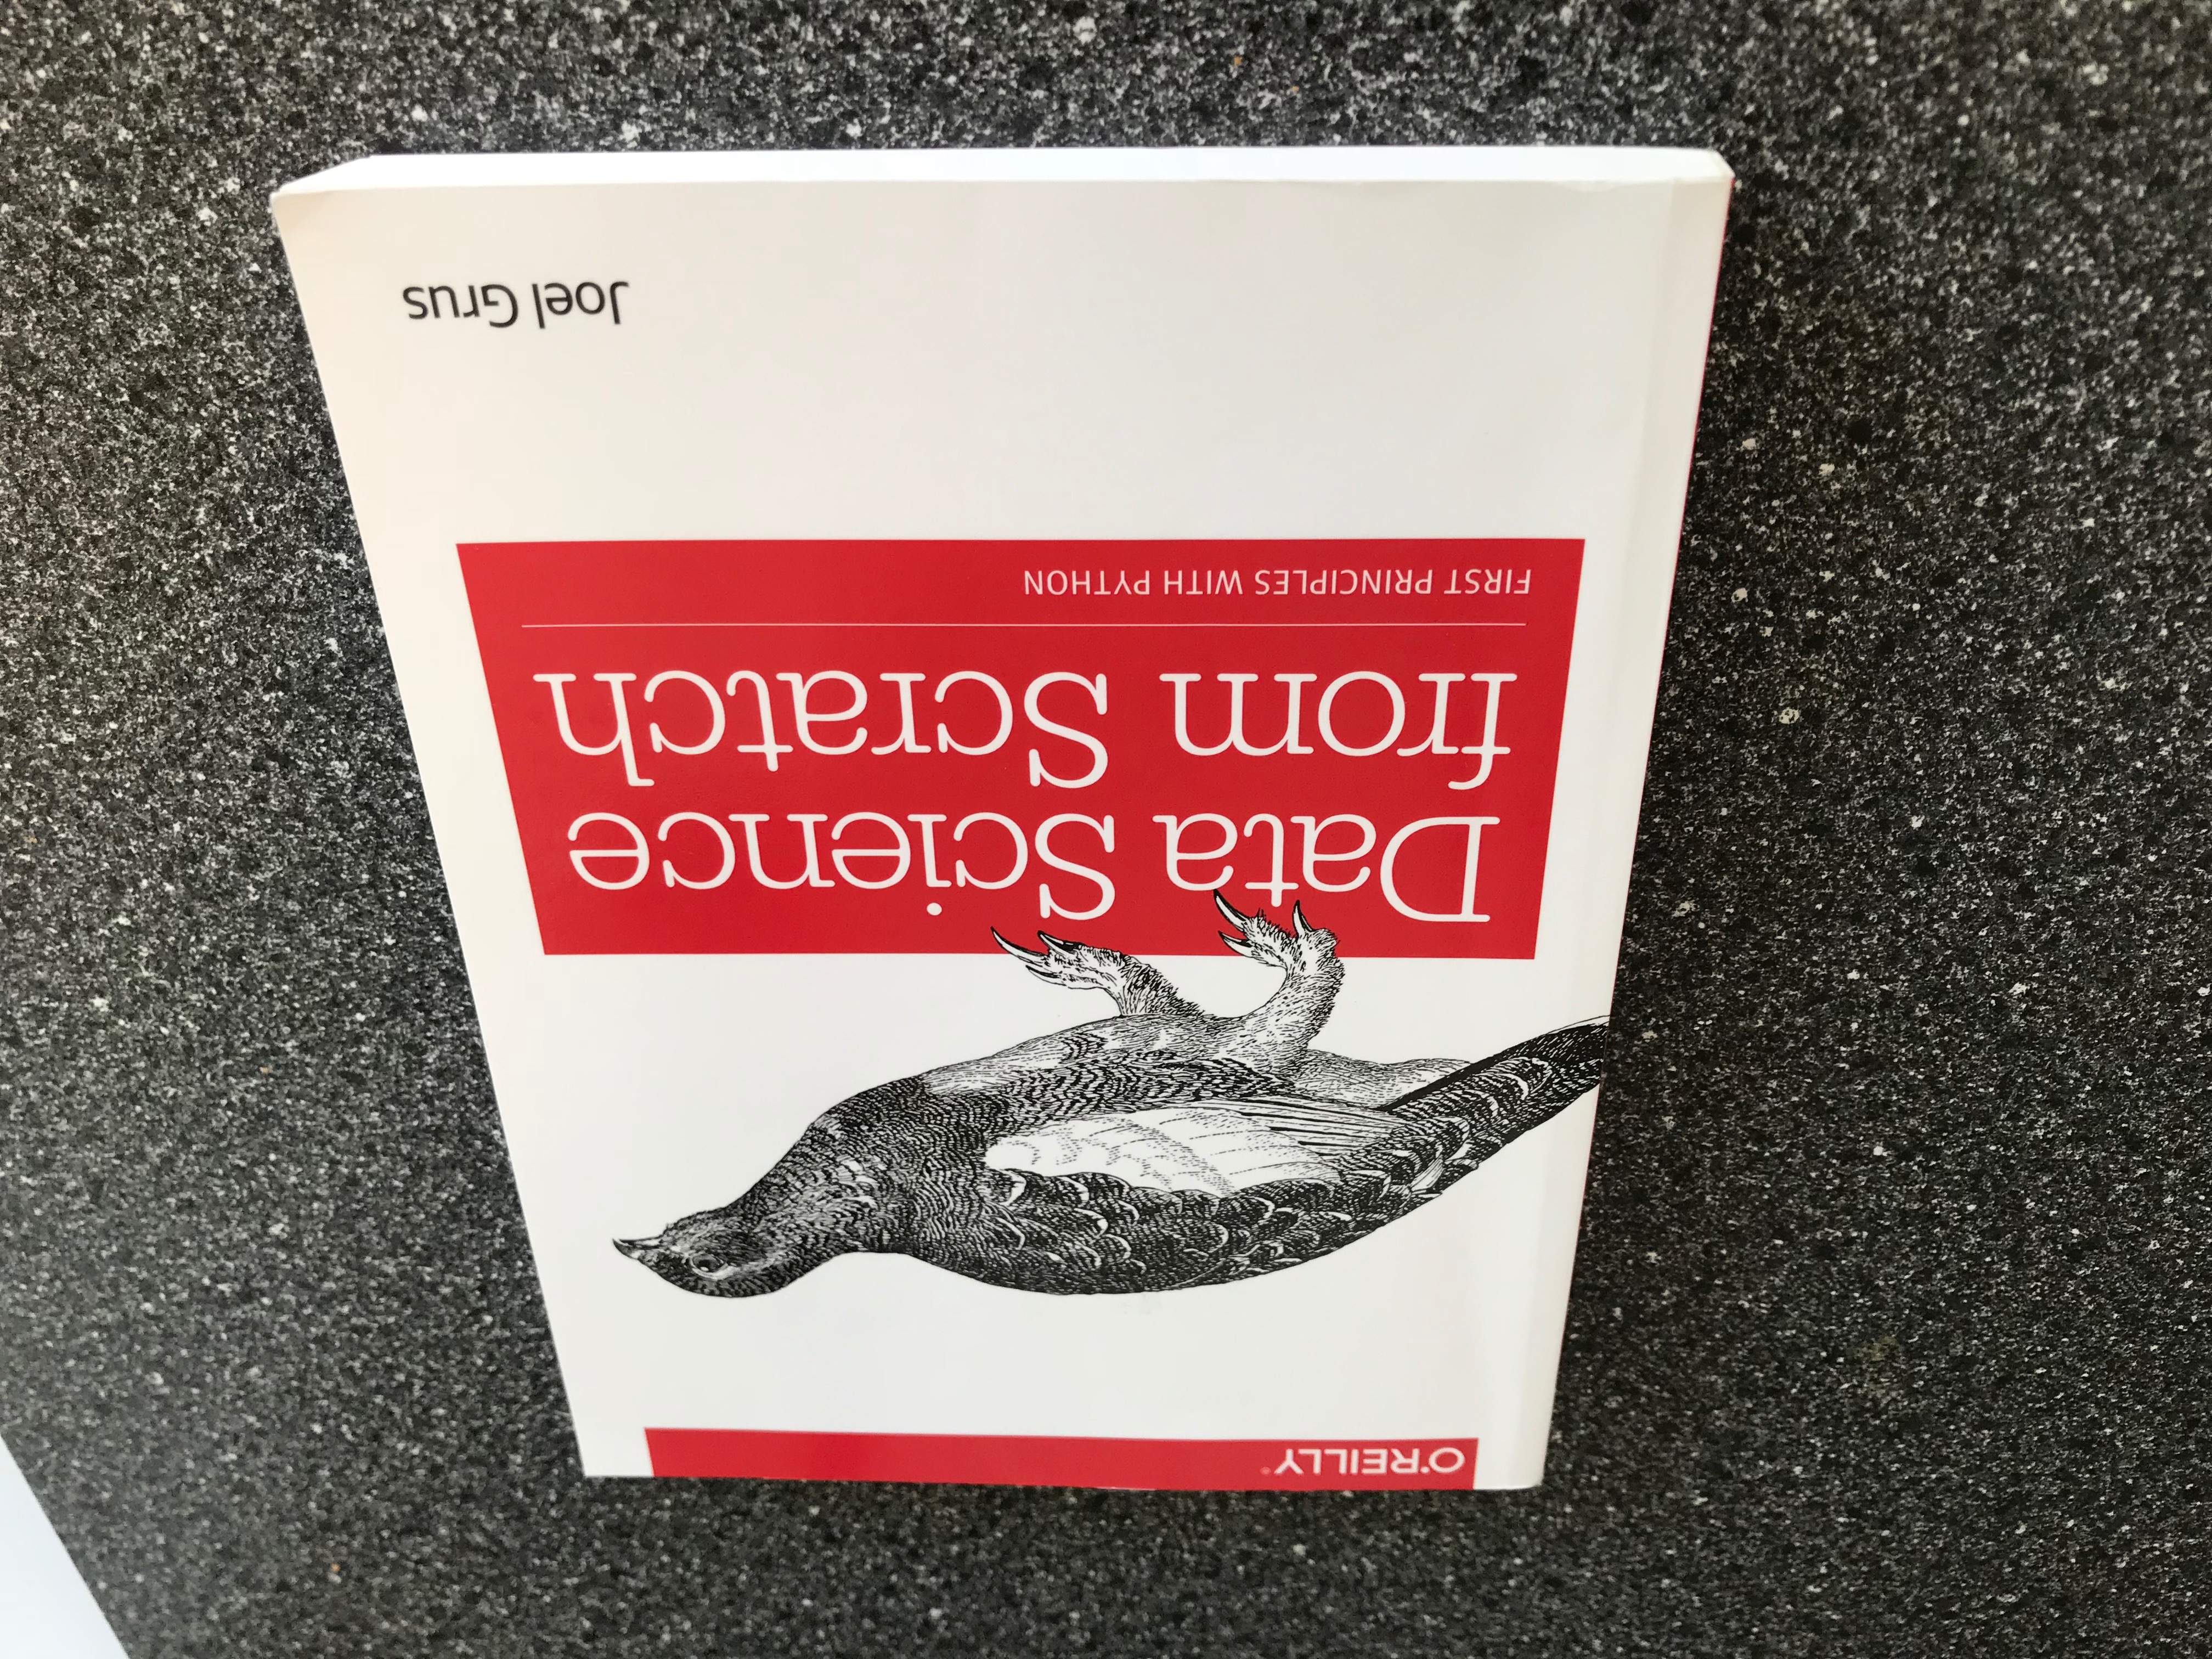 O'REILLY®
Data Science
from Scratch
FIRST PRINCIPLES WITH PYTHON
Joel Grus